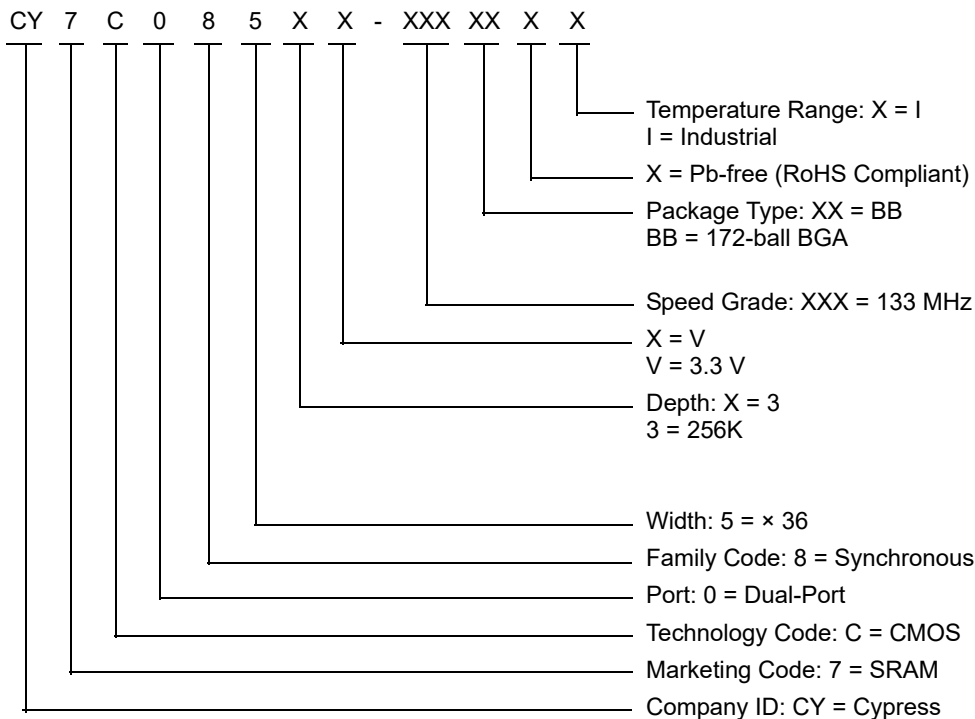 CY 7 C 0 8 5 X X - XXX XX X X
Temperature Range: X = I
I = Industrial
X = Pb-free (RoHS Compliant)
Package Type: XX = BB
BB = 172-ball BGA
Speed Grade: XXX = 133 MHz
X = V
V = 3.3 V
Depth: X = 3
3 = 256K
Width: 5 = × 36
Family Code: 8 = Synchronous
Port: 0 = Dual-Port
Technology Code: C = CMOS
Marketing Code: 7 = SRAM
Company ID: CY = Cypress